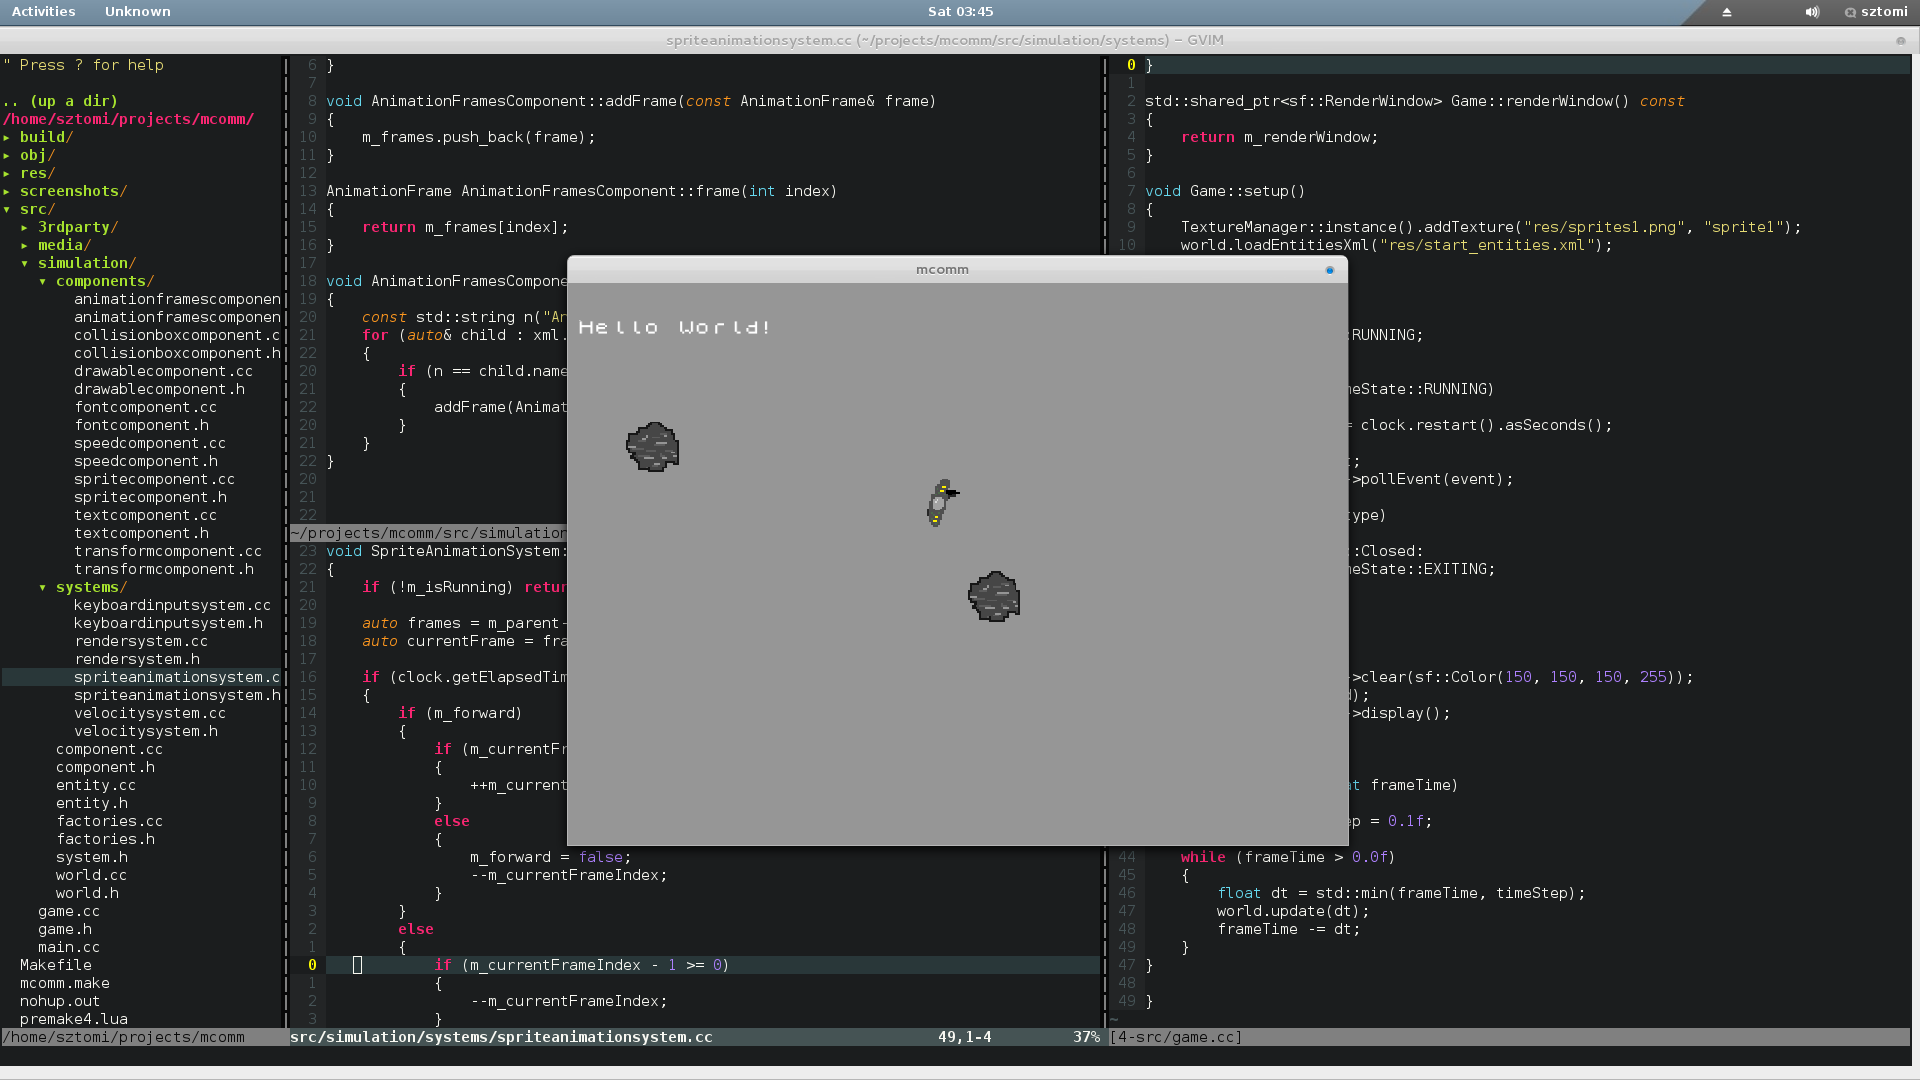 Activities Unknown Sat 03:45 sztomi
spriteanimationsystem.cc (~/projects/mcomm/src/simulation/systems) – GVIM
" Press ? for help
.. (up a dir)
/home/sztomi/projects/mcomm/
▸ build/
▸ obj/
▸ res/
▸ screenshots/
▾ src/
▸ 3rdparty/
▸ media/
▾ simulation/
▾ components/
animationframescomponen
animationframescomponen
collisionboxcomponent.c
collisionboxcomponent.h
drawablecomponent.cc
drawablecomponent.h
fontcomponent.cc
fontcomponent.h
speedcomponent.cc
speedcomponent.h
spritecomponent.cc
spritecomponent.h
textcomponent.cc
textcomponent.h
transformcomponent.cc
transformcomponent.h
▾ systems/
keyboardinputsystem.cc
keyboardinputsystem.h
rendersystem.cc
rendersystem.h
spriteanimationsystem.c
spriteanimationsystem.h
velocitysystem.cc
velocitysystem.h
component.cc
component.h
entity.cc
entity.h
factories.cc
factories.h
system.h
world.cc
world.h
game.cc
game.h
main.cc
Makefile
mcomm.make
nohup.out
premake4.lua
/home/sztomi/projects/mcomm
6 }
7
8 void AnimationFramesComponent::addFrame(const AnimationFrame& frame)
9 {
10 m_frames.push_back(frame);
11 }
12
13 AnimationFrame AnimationFramesComponent::frame(int index)
14 {
15 return m_frames[index];
16 }
17
18 void AnimationFramesCompone
19 {
20 const std::string n("An
21 for (auto& child : xml.
22 {
20 if (n == child.name
21 {
22 addFrame(Animat
20 }
21 }
22 }
20
21
22
~/projects/mcomm/src/simulation
23 void SpriteAnimationSystem:
22 {
21 if (!m_isRunning) retur
20
19 auto frames = m_parent-
18 auto currentFrame = fra
17
16 if (clock.getElapsedTim
15 {
14 if (m_forward)
13 {
12 if (m_currentFr
11 {
10 ++m_current
9 }
8 else
7 {
6 m_forward = false;
5 --m_currentFrameIndex;
4 }
3 }
2 else
1 {
0 if (m_currentFrameIndex - 1 >= 0)
1 {
2 --m_currentFrameIndex;
3 }
src/simulation/systems/spriteanimationsystem.cc 49,1-4 37%
mcomm
Hello World!
0 }
1
2 std::shared_ptr<sf::RenderWindow> Game::renderWindow() const
3 {
4 return m_renderWindow;
5 }
6
7 void Game::setup()
8 {
9 TextureManager::instance().addTexture("res/sprites1.png", "sprite1");
10 world.loadEntitiesXml("res/start_entities.xml");
:RUNNING;
eState::RUNNING)
= clock.restart().asSeconds();
;
>pollEvent(event);
type)
::Closed:
eState::EXITING;
>clear(sf::Color(150, 150, 150, 255));
);
>display();
at frameTime)
ep = 0.1f;
44 while (frameTime > 0.0f)
45 {
46 float dt = std::min(frameTime, timeStep);
47 world.update(dt);
48 frameTime -= dt;
49 }
47 }
48
49 }
~
[4-src/game.cc]